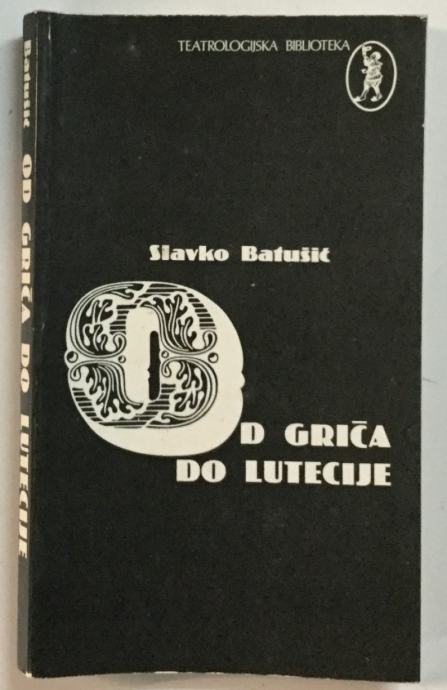 TEATROLOGIJSKA BIBLIOTEKA
Slavko Batušić
OD GRIČA
DO LUTECIJE
Batušić OD GRIČA DO LUTECIJE